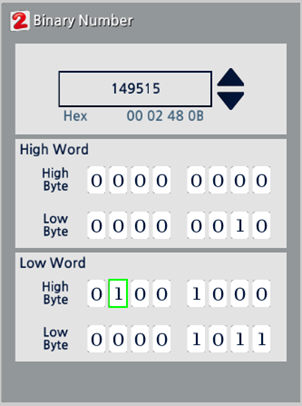 2 Binary Number
149515
Hex 00 02 48 0B
High Word
High Byte 0 0 0 0 0 0 0 0
Low Byte 0 0 0 0 0 0 1 0
Low Word
High Byte 0 1 0 0 1 0 0 0
Low Byte 0 0 0 0 1 0 1 1